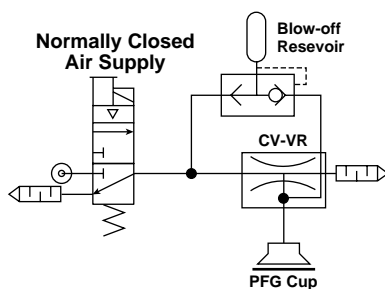 Blow-off
Resevoir
Normally Closed
Air Supply
CV-VR
PFG Cup